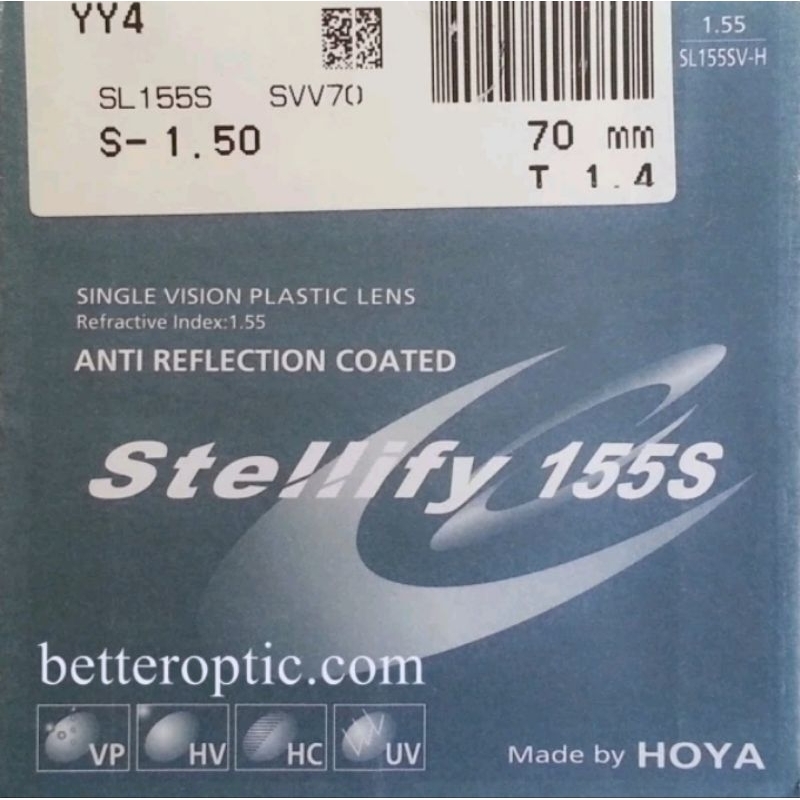 YY4
1.55
SL155SV-H
SL155S SVV70
S- 1.50 70 mm
T 1.4
SINGLE VISION PLASTIC LENS
Refractive Index:1.55
ANTI REFLECTION COATED
Stellify 155S
betteroptic.com
VP HV HC UV
Made by HOYA